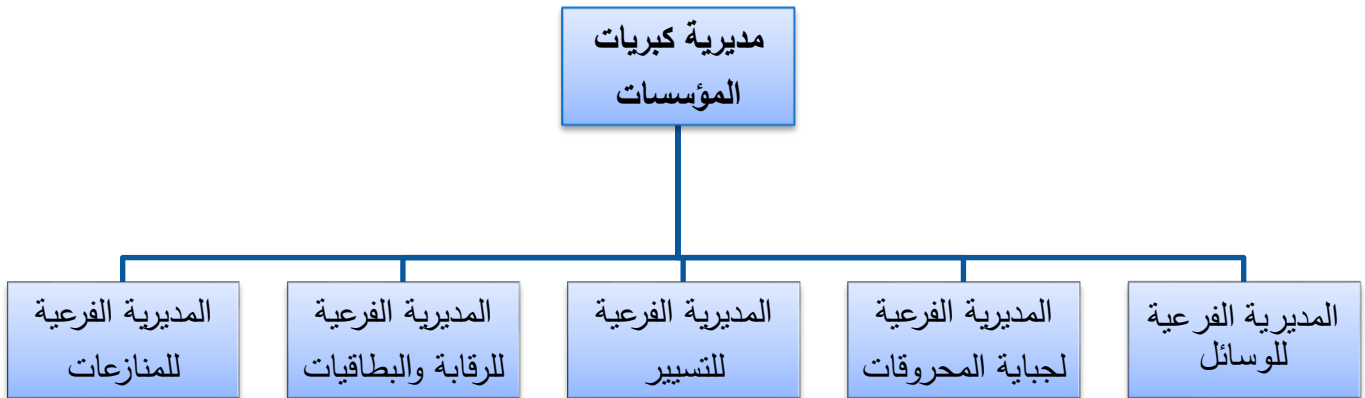 مديرية كبريات
المؤسسات
المديرية الفرعية
للوسائل
المديرية الفرعية
لجباية المحروقات
المديرية الفرعية
للتسيير
المديرية الفرعية
للرقابة والبطاقيات
المديرية الفرعية
للمنازعات